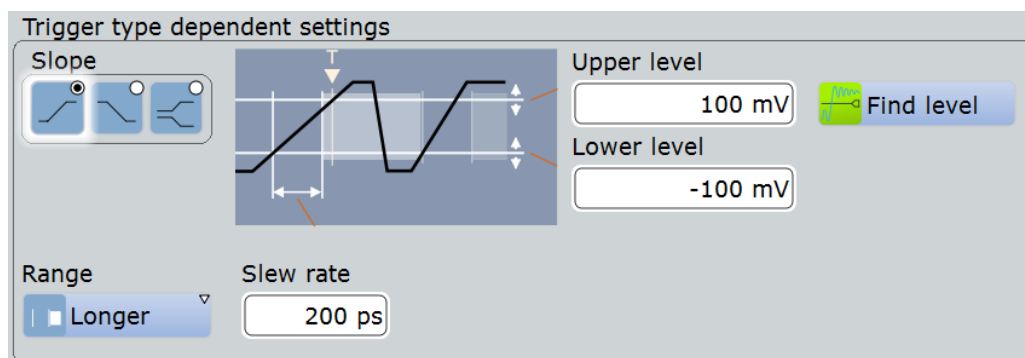 Trigger type dependent settings
Slope
T
Upper level
100 mV
Find level
Lower level
-100 mV
Range
Slew rate
Longer
200 ps